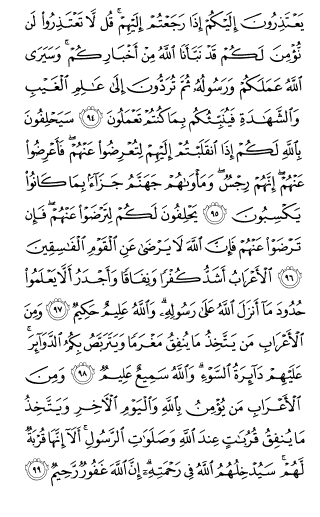 يَعْتَذِرُونَ إِلَيْكُمْ إِذَا رَجَعْتُمْ إِلَيْهِمْ ۚ قُل لَّا تَعْتَذِرُوا۟ لَن
نُّؤْمِنَ لَكُمْ قَدْ نَبَّأَنَا ٱللَّهُ مِنْ أَخْبَارِكُمْ ۚ وَسَيَرَى
ٱللَّهُ عَمَلَكُمْ وَرَسُولُهُۥ ثُمَّ تُرَدُّونَ إِلَىٰ عَٰلِمِ ٱلْغَيْبِ
وَٱلشَّهَٰدَةِ فَيُنَبِّئُكُم بِمَا كُنتُمْ تَعْمَلُونَ ﴿٩٤﴾ سَيَحْلِفُونَ
بِٱللَّهِ لَكُمْ إِذَا ٱنقَلَبْتُمْ إِلَيْهِمْ لِتُعْرِضُوا۟ عَنْهُمْ ۖ فَأَعْرِضُوا۟
عَنْهُمْ ۖ إِنَّهُمْ رِجْسٌ ۖ وَمَأْوَىٰهُمْ جَهَنَّمُ جَزَآءًۢ بِمَا كَانُوا۟
يَكْسِبُونَ ﴿٩٥﴾ يَحْلِفُونَ لَكُمْ لِتَرْضَوْا۟ عَنْهُمْ ۖ فَإِن
تَرْضَوْا۟ عَنْهُمْ فَإِنَّ ٱللَّهَ لَا يَرْضَىٰ عَنِ ٱلْقَوْمِ ٱلْفَٰسِقِينَ
﴿٩٦﴾ ٱلْأَعْرَابُ أَشَدُّ كُفْرًا وَنِفَاقًا وَأَجْدَرُ أَلَّا يَعْلَمُوا۟
حُدُودَ مَآ أَنزَلَ ٱللَّهُ عَلَىٰ رَسُولِهِۦ ۗ وَٱللَّهُ عَلِيمٌ حَكِيمٌ ﴿٩٧﴾ وَمِنَ
ٱلْأَعْرَابِ مَن يَتَّخِذُ مَا يُنفِقُ مَغْرَمًا وَيَتَرَبَّصُ بِكُمُ ٱلدَّوَآئِرَ ۚ
عَلَيْهِمْ دَآئِرَةُ ٱلسَّوْءِ ۗ وَٱللَّهُ سَمِيعٌ عَلِيمٌ ﴿٩٨﴾ وَمِنَ
ٱلْأَعْرَابِ مَن يُؤْمِنُ بِٱللَّهِ وَٱلْيَوْمِ ٱلْءَاخِرِ وَيَتَّخِذُ
مَا يُنفِقُ قُرُبَٰتٍ عِندَ ٱللَّهِ وَصَلَوَٰتِ ٱلرَّسُولِ ۚ أَلَآ إِنَّهَا قُرْبَةٌ
لَّهُمْ ۚ سَيُدْخِلُهُمُ ٱللَّهُ فِى رَحْمَتِهِۦٓ ۗ إِنَّ ٱللَّهَ غَفُورٌ رَّحِيمٌ ﴿٩٩﴾